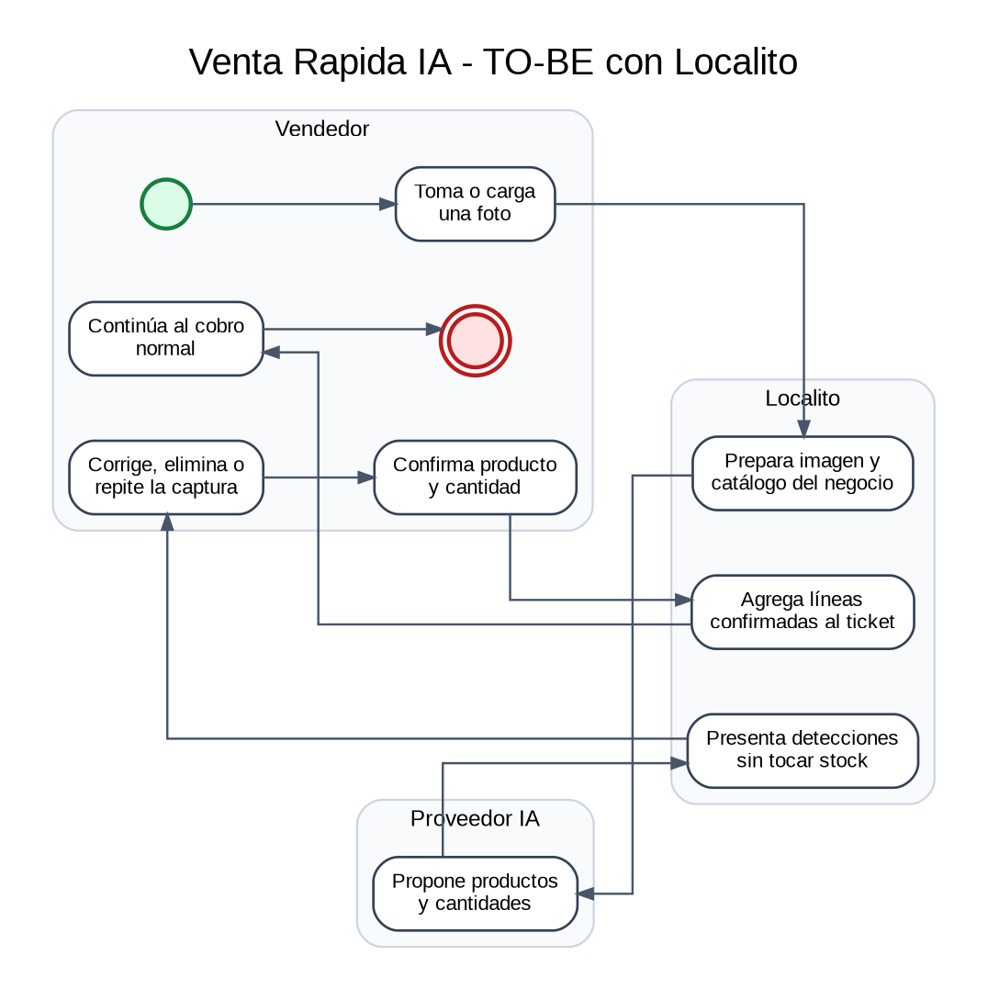 Venta Rapida IA - TO-BE con Localito
Vendedor
Toma o carga
una foto
Continúa al cobro
normal
Corrige, elimina o
repite la captura
Confirma producto
y cantidad
Localito
Prepara imagen y
catálogo del negocio
Agrega líneas
confirmadas al ticket
Presenta detecciones
sin tocar stock
Proveedor IA
Propone productos
y cantidades